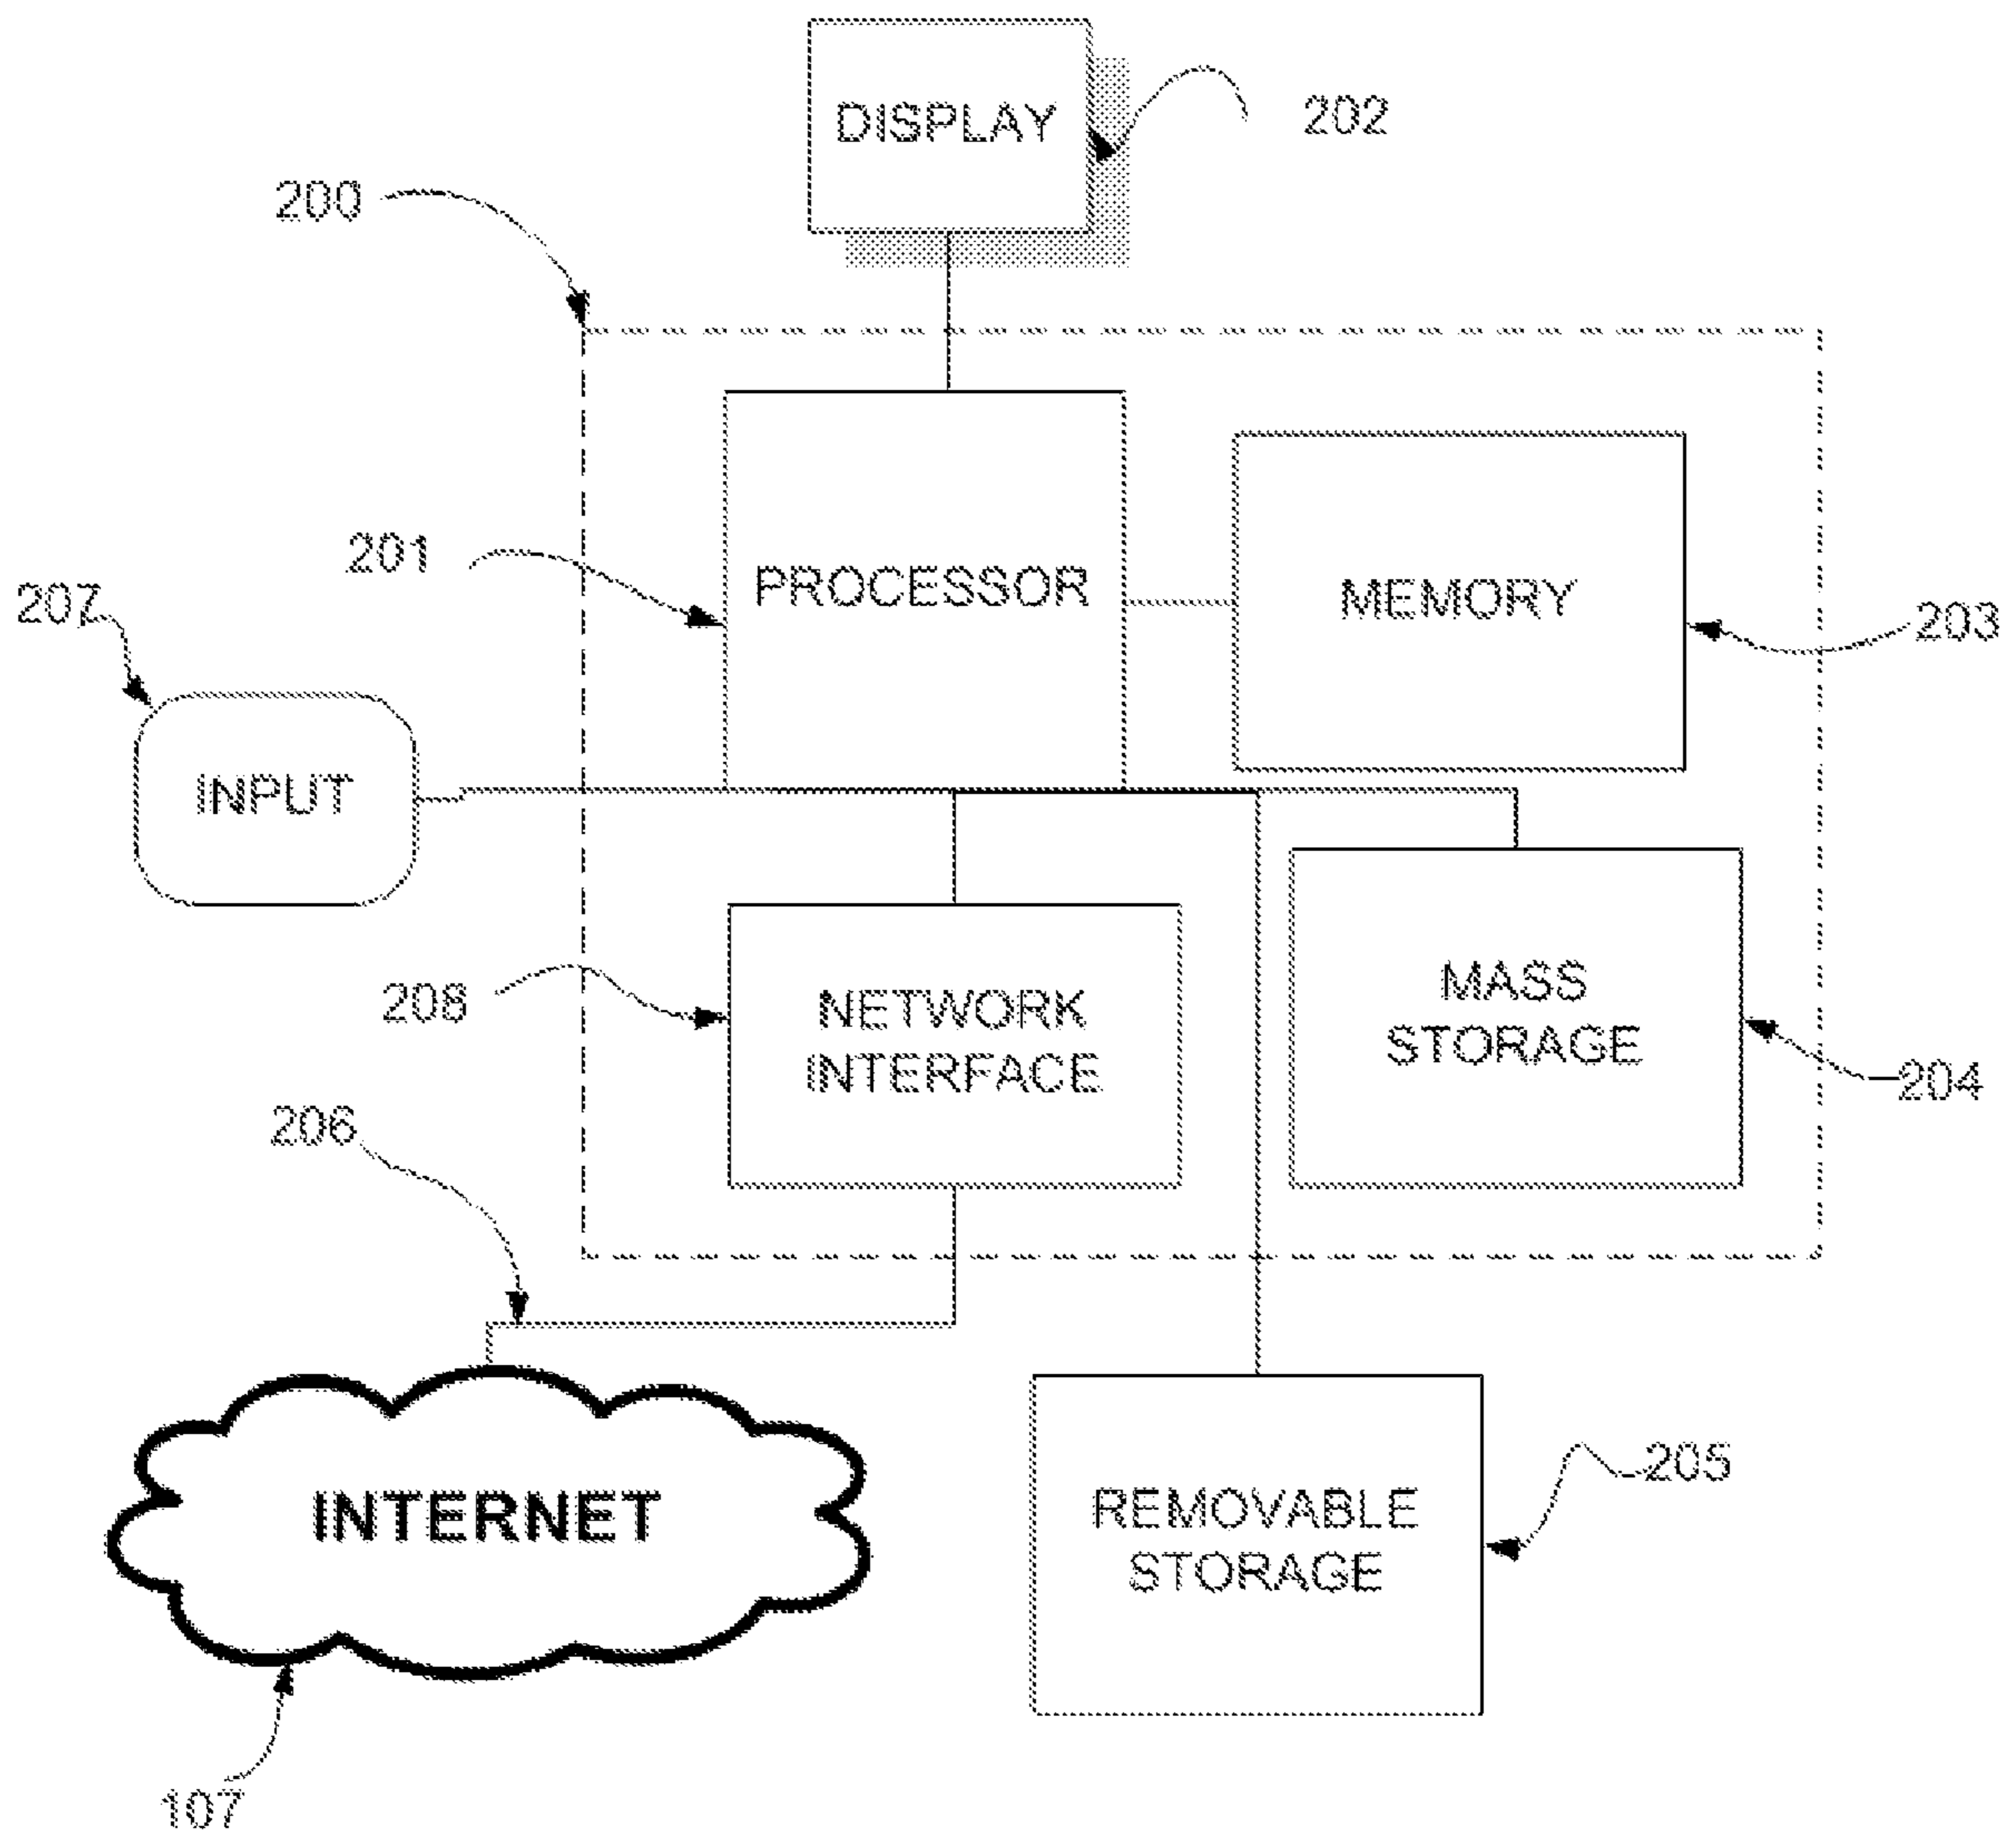 DISPLAY
202
200
201
PROCESSOR
MEMORY
203
207
INPUT
208
NETWORK
INTERFACE
MASS
STORAGE
204
206
INTERNET
REMOVABLE
STORAGE
205
107